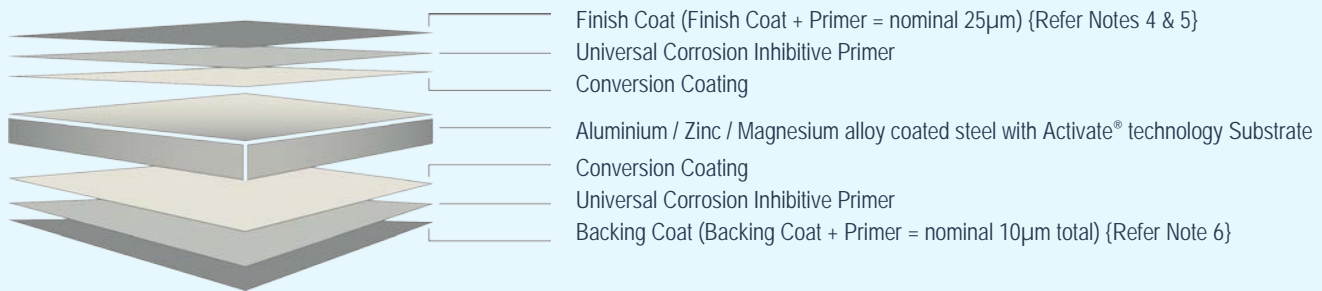 Finish Coat (Finish Coat + Primer = nominal 25µm) {Refer Notes 4 & 5}
Universal Corrosion Inhibitive Primer
Conversion Coating
Aluminium / Zinc / Magnesium alloy coated steel with Activate® technology Substrate
Conversion Coating
Universal Corrosion Inhibitive Primer
Backing Coat (Backing Coat + Primer = nominal 10µm total) {Refer Note 6}